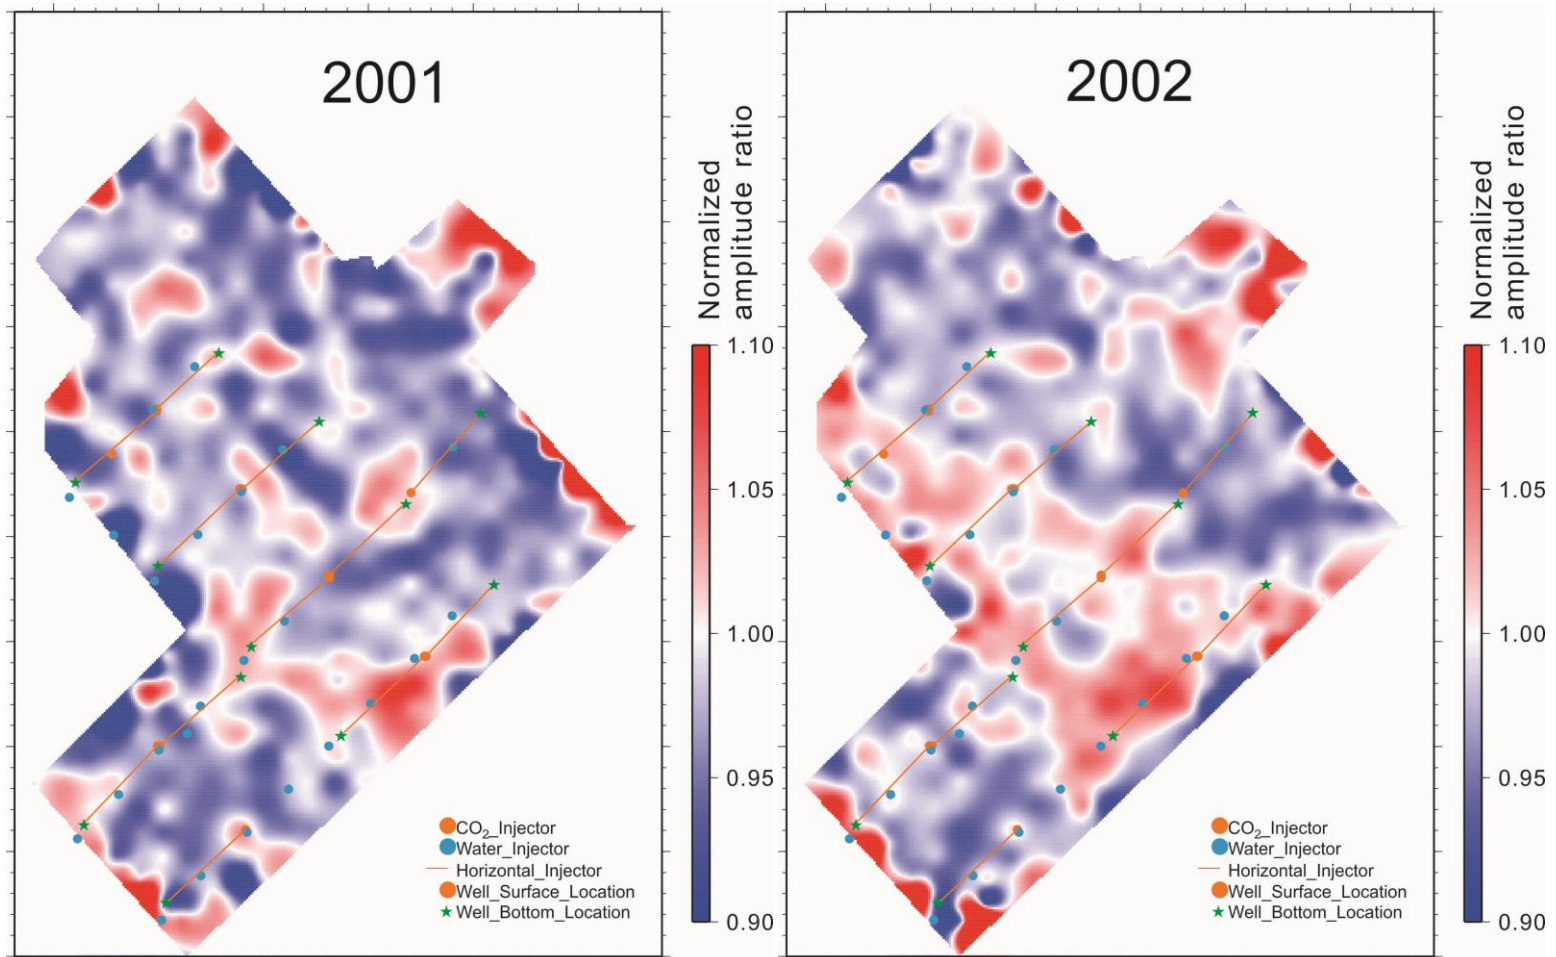 2001
Normalized
amplitude ratio
1.10
1.05
1.00
0.95
0.90
CO₂_Injector
Water_Injector
Horizontal_Injector
Well_Surface_Location
Well_Bottom_Location
2002
Normalized
amplitude ratio
1.10
1.05
1.00
0.95
0.90
CO₂_Injector
Water_Injector
Horizontal_Injector
Well_Surface_Location
Well_Bottom_Location